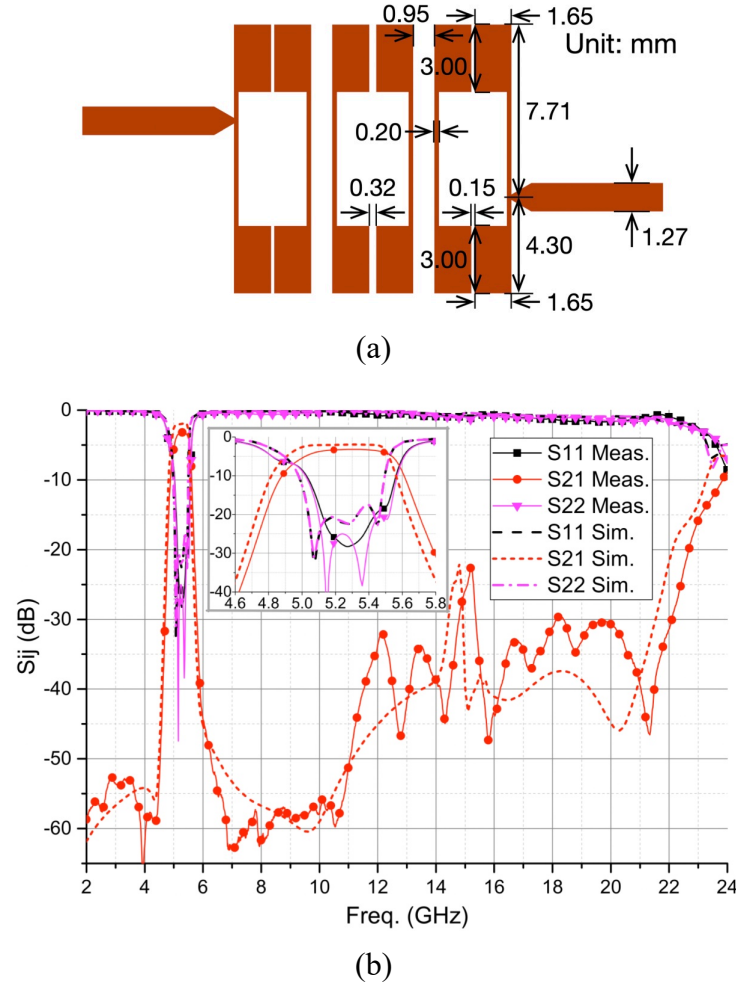 0.95
1.65
3.00
Unit: mm
7.71
0.20
0.32
0.15
3.00
4.30
1.27
1.65
(a)
0
-10
-20
-30
-40
-50
-60
Sij (dB)
0
-5
-10
-15
-20
-25
-30
-35
-40
4.6 4.8 5.0 5.2 5.4 5.6 5.8
S11 Meas.
S21 Meas.
S22 Meas.
S11 Sim.
S21 Sim.
S22 Sim.
2 4 6 8 10 12 14 16 18 20 22 24
Freq. (GHz)
(b)